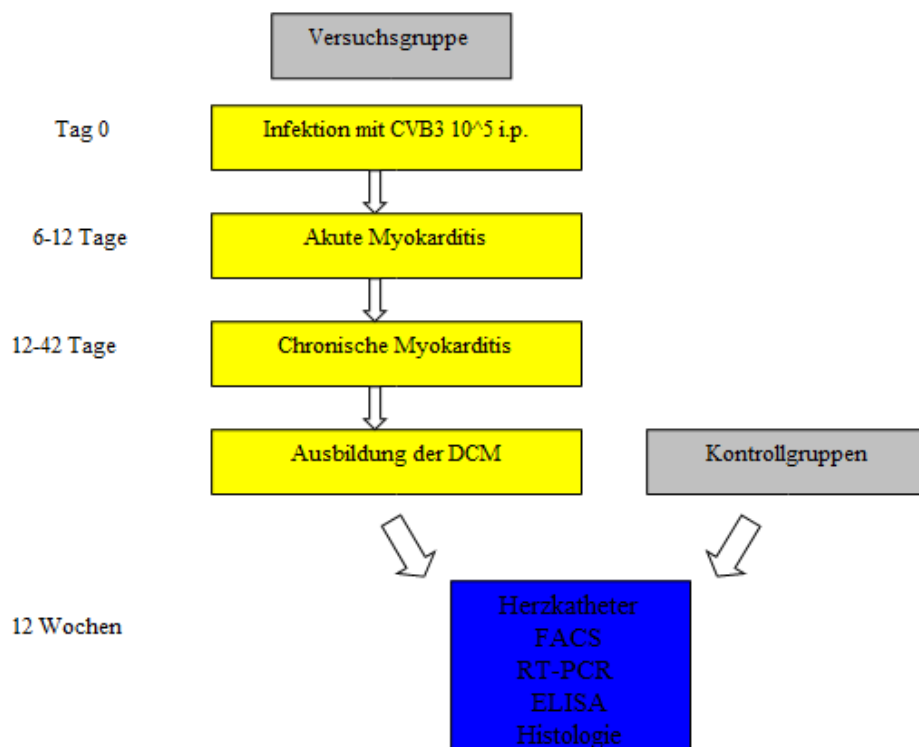 Versuchsgruppe
Tag 0
Infektion mit CVB3 10^5 i.p.
6-12 Tage
Akute Myokarditis
12-42 Tage
Chronische Myokarditis
Ausbildung der DCM
Kontrollgruppen
12 Wochen
Herzkatheter
FACS
RT-PCR
ELISA
Histologie